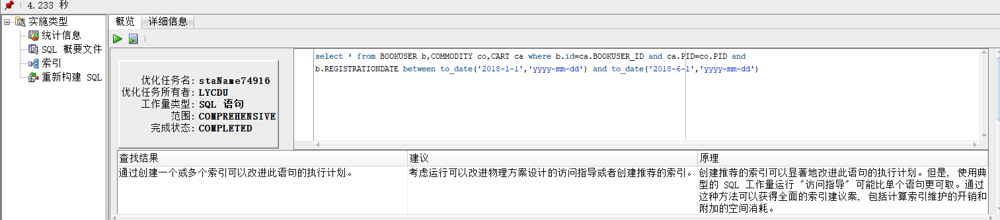 4.233 秒
实施类型
统计信息
SQL 概要文件
索引
重新构建 SQL
概览
详细信息
优化任务名: staName74916
优化任务所有者: LYCDU
工作量类型: SQL 语句
范围: COMPREHENSIVE
完成状态: COMPLETED
select * from BOOKUSER b,COMMODITY co,CART ca where b.id=ca.BOOKUSER_ID and ca.PID=co.PID and
b.REGISTRATIONDATE between to_date('2018-1-1','yyyy-mm-dd') and to_date('2018-6-1','yyyy-mm-dd')
查找结果
建议
原理
通过创建一个或多个索引可以改进此语句的执行计划。
考虑运行可以改进物理方案设计的访问指导或者创建推荐的索引。
创建推荐的索引可以显著地改进此语句的执行计划。但是, 使用典
型的 SQL 工作量运行 "访问指导" 可能比单个语句更可取。通过
这种方法可以获得全面的索引建议案, 包括计算索引维护的开销和
附加的空间消耗。